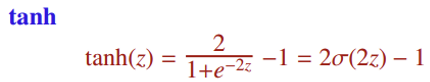 tanh
tanh(z) = 2/(1+e^{-2z}) −1 = 2σ(2z) − 1